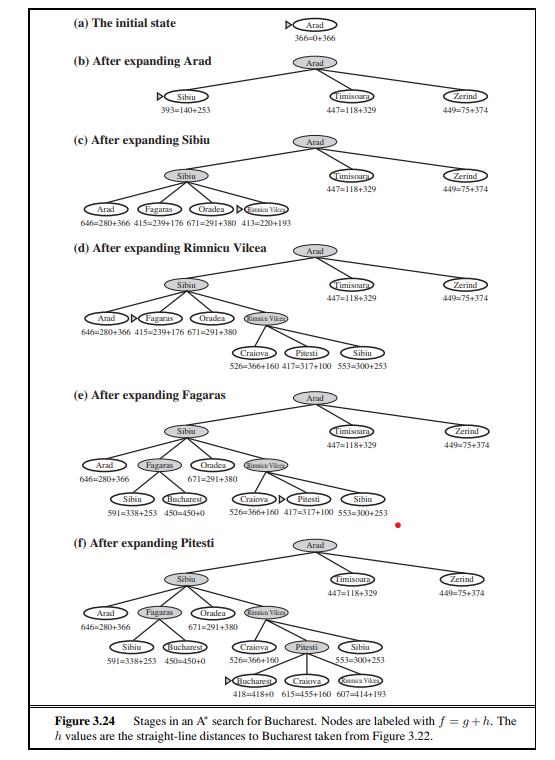 (a) The initial state
Arad
366=0+366
(b) After expanding Arad
Arad
Sibiu Timisoara Zerind
393=140+253 447=118+329 449=75+374
(c) After expanding Sibiu
Arad
Sibiu Timisoara Zerind
447=118+329 449=75+374
Arad Fagaras Oradea Rimnicu Vilcea
646=280+366 415=239+176 671=291+380 413=220+193
(d) After expanding Rimnicu Vilcea
Arad
Sibiu Timisoara Zerind
447=118+329 449=75+374
Arad Fagaras Oradea Rimnicu Vilcea
646=280+366 415=239+176 671=291+380
Craiova Pitesti Sibiu
526=366+160 417=317+100 553=300+253
(e) After expanding Fagaras
Arad
Sibiu Timisoara Zerind
447=118+329 449=75+374
Arad Fagaras Oradea Rimnicu Vilcea
646=280+366 671=291+380
Sibiu Bucharest Craiova Pitesti Sibiu
591=338+253 450=450+0 526=366+160 417=317+100 553=300+253
(f) After expanding Pitesti
Arad
Sibiu Timisoara Zerind
447=118+329 449=75+374
Arad Fagaras Oradea Rimnicu Vilcea
646=280+366 671=291+380
Sibiu Bucharest Craiova Pitesti Sibiu
591=338+253 450=450+0 526=366+160 553=300+253
Bucharest Craiova Rimnicu Vilcea
418=418+0 615=455+160 607=414+193
Figure 3.24 Stages in an A* search for Bucharest. Nodes are labeled with f = g+h. The
h values are the straight-line distances to Bucharest taken from Figure 3.22.